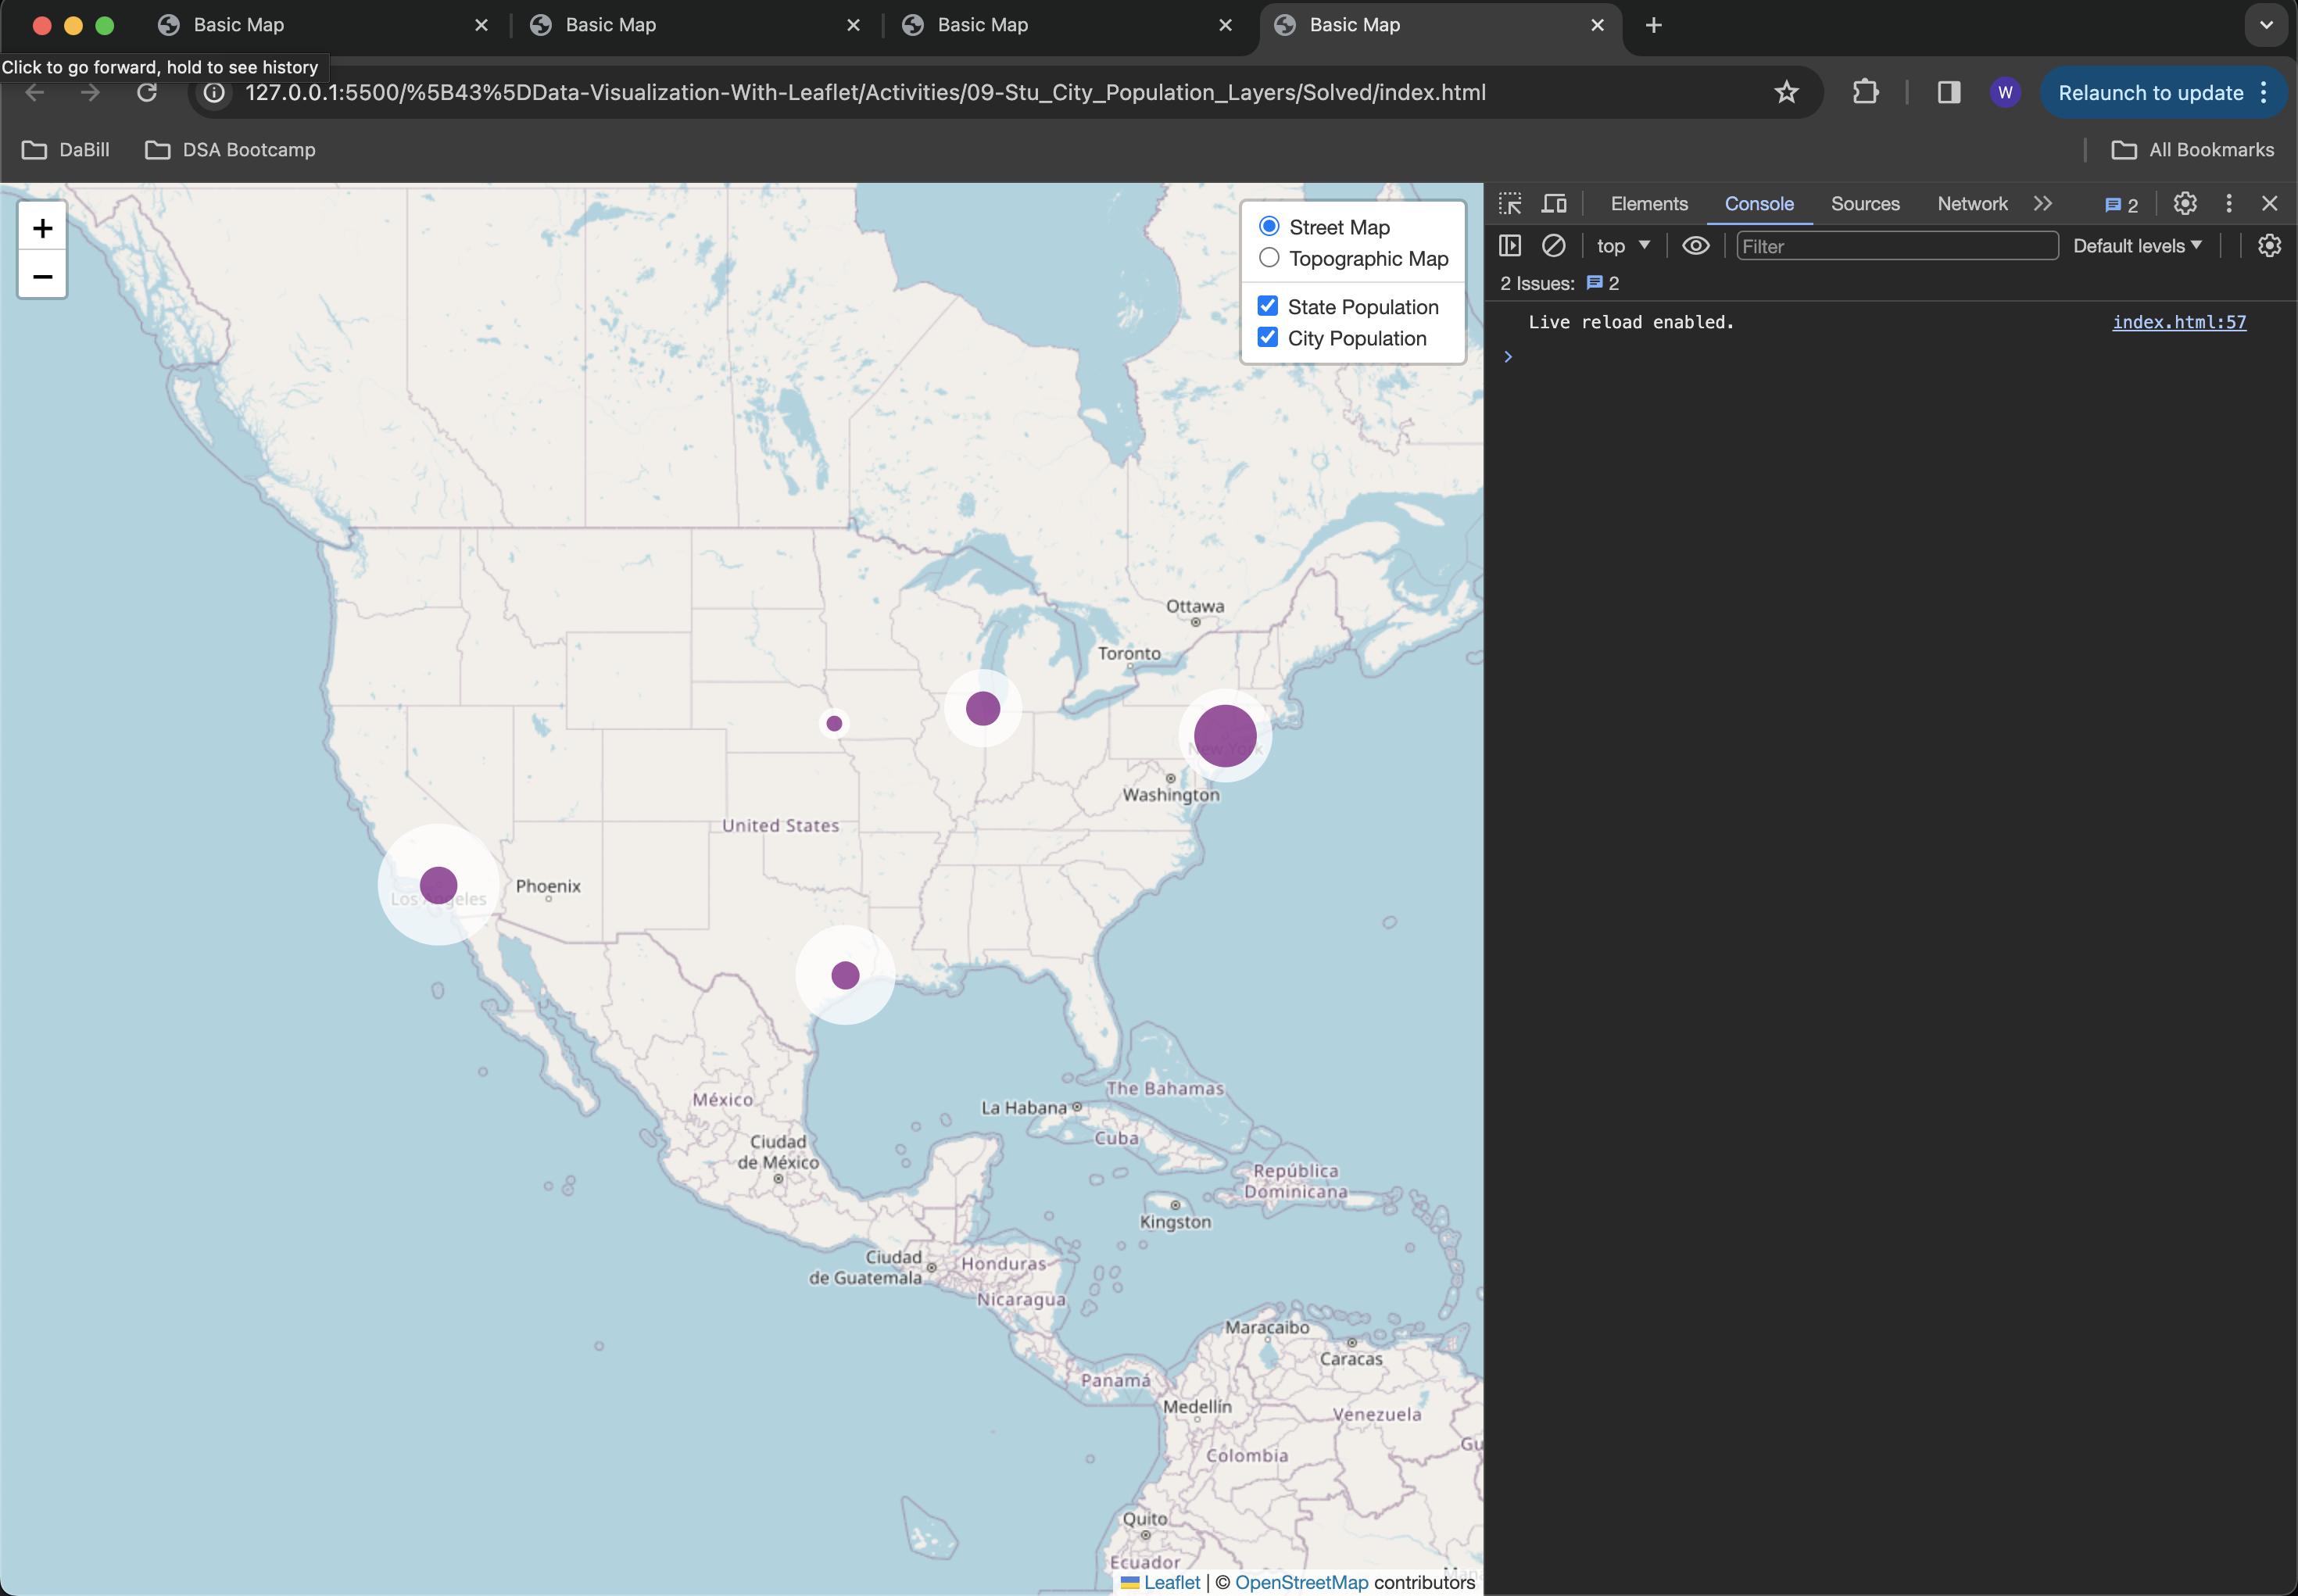 Basic Map
Basic Map
Basic Map
Basic Map
Click to go forward, hold to see history
127.0.0.1:5500/%5B43%5DData-Visualization-With-Leaflet/Activities/09-Stu_City_Population_Layers/Solved/index.html
W
Relaunch to update
DaBill
DSA Bootcamp
All Bookmarks
+
−
Street Map
Topographic Map
State Population
City Population
Elements
Console
Sources
Network
2
top
Filter
Default levels
2 Issues:
2
Live reload enabled.
index.html:57
Ottawa
Toronto
New York
Washington
United States
Phoenix
Los Angeles
The Bahamas
México
La Habana
Cuba
Ciudad
de México
República
Dominicana
Kingston
Ciudad
de Guatemala
Honduras
Nicaragua
Maracaibo
Caracas
Panamá
Medellín
Venezuela
Gu
Colombia
Quito
Ecuador
Leaflet | © OpenStreetMap contributors